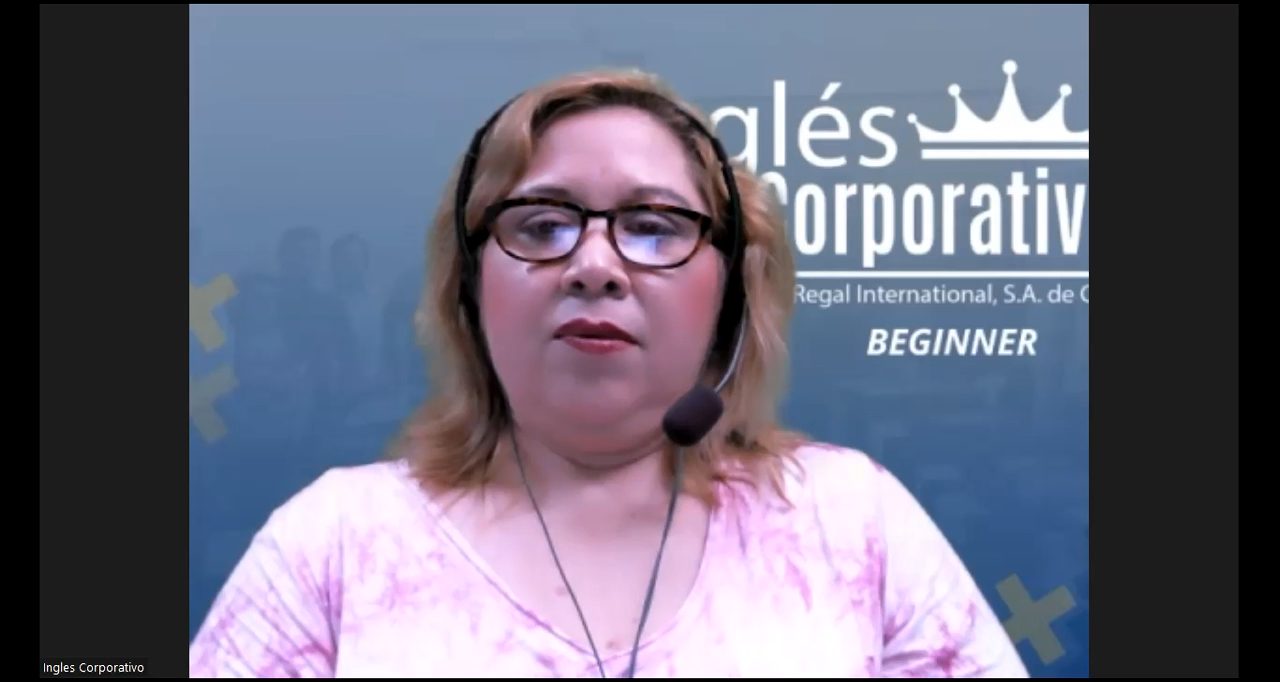 glés
Corporativ
Regal International, S.A. de C
BEGINNER
Ingles Corporativo